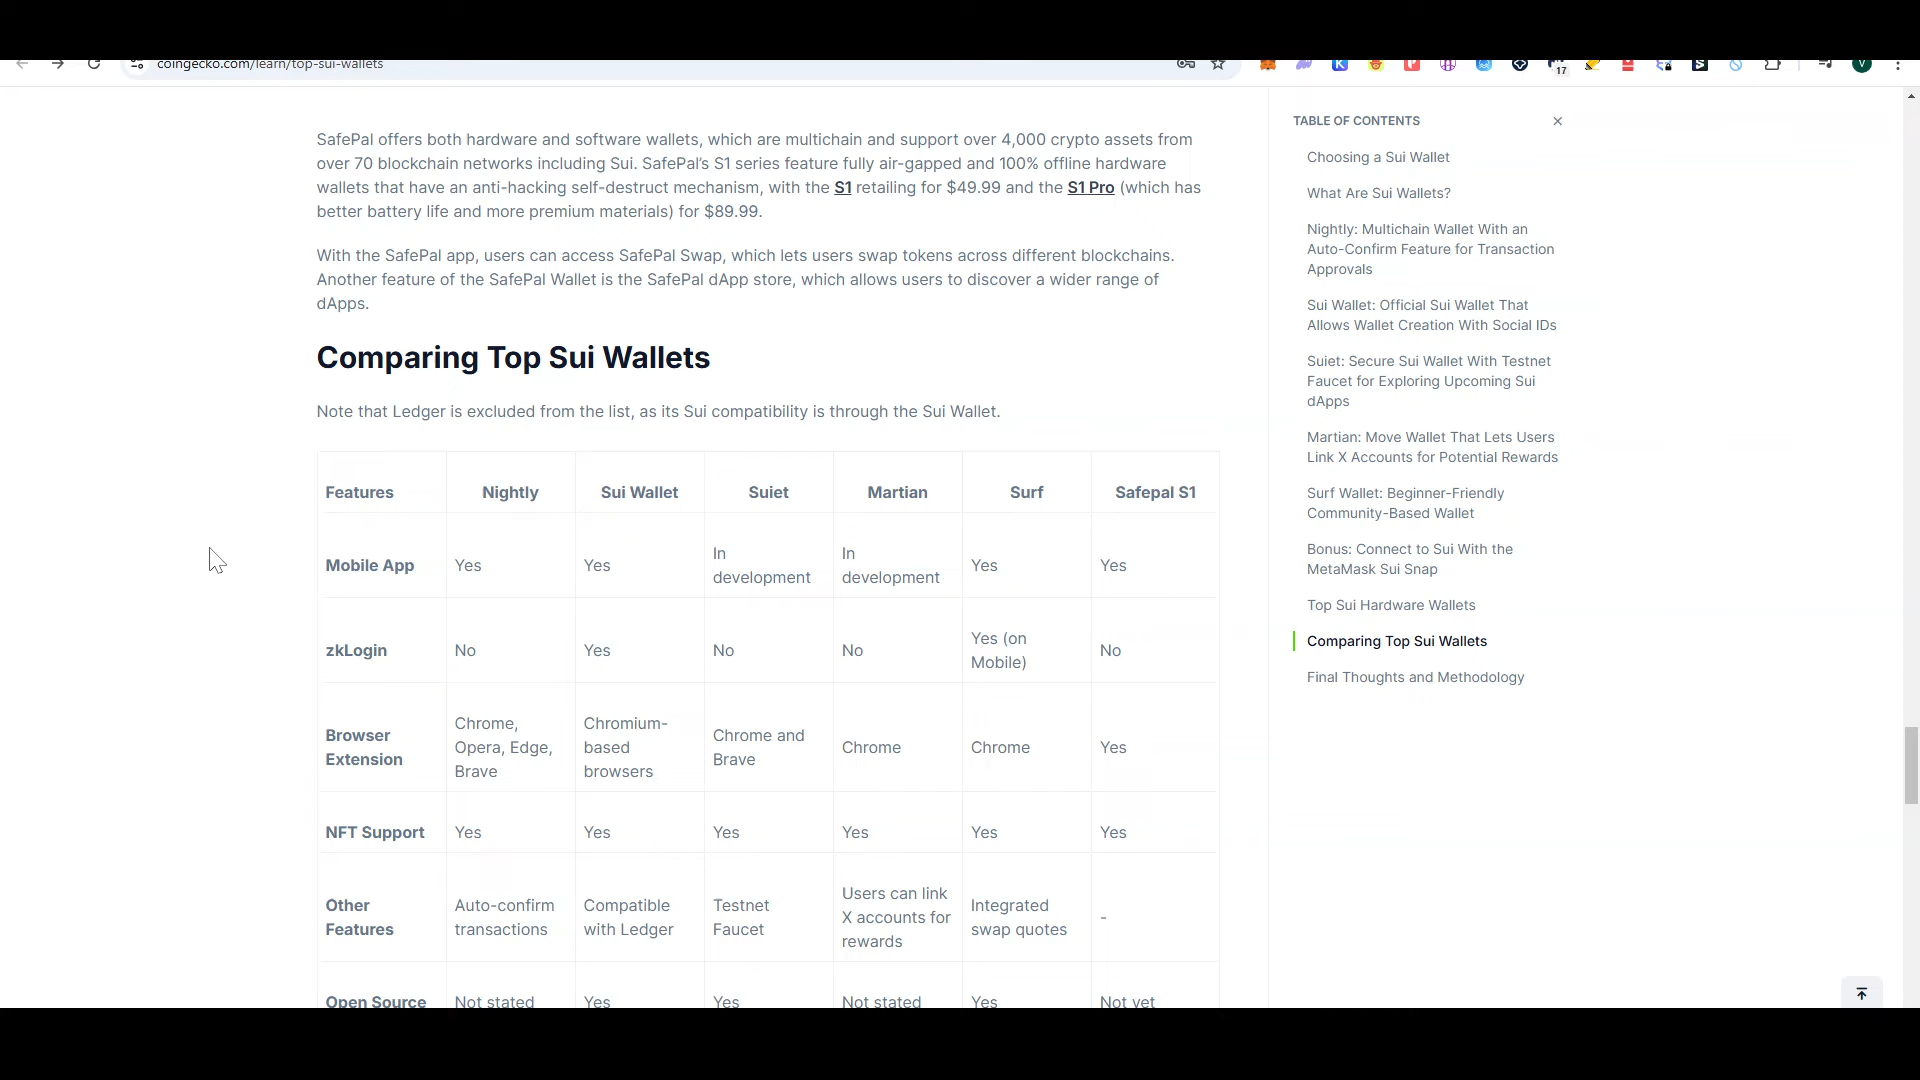 coingecko.com/learn/top-sui-wallets
17
V
SafePal offers both hardware and software wallets, which are multichain and support over 4,000 crypto assets from
over 70 blockchain networks including Sui. SafePal’s S1 series feature fully air-gapped and 100% offline hardware
wallets that have an anti-hacking self-destruct mechanism, with the S1 retailing for $49.99 and the S1 Pro (which has
better battery life and more premium materials) for $89.99.
With the SafePal app, users can access SafePal Swap, which lets users swap tokens across different blockchains.
Another feature of the SafePal Wallet is the SafePal dApp store, which allows users to discover a wider range of
dApps.
Comparing Top Sui Wallets
Note that Ledger is excluded from the list, as its Sui compatibility is through the Sui Wallet.
Features Nightly Sui Wallet Suiet Martian Surf Safepal S1
Mobile App Yes Yes In development In development Yes Yes
zkLogin No Yes No No Yes (on Mobile) No
Browser Extension Chrome, Opera, Edge, Brave Chromium-based browsers Chrome and Brave Chrome Chrome Yes
NFT Support Yes Yes Yes Yes Yes Yes
Other Features Auto-confirm transactions Compatible with Ledger Testnet Faucet Users can link X accounts for rewards Integrated swap quotes -
Open Source Not stated Yes Yes Not stated Yes Not yet
TABLE OF CONTENTS
Choosing a Sui Wallet
What Are Sui Wallets?
Nightly: Multichain Wallet With an
Auto-Confirm Feature for Transaction
Approvals
Sui Wallet: Official Sui Wallet That
Allows Wallet Creation With Social IDs
Suiet: Secure Sui Wallet With Testnet
Faucet for Exploring Upcoming Sui
dApps
Martian: Move Wallet That Lets Users
Link X Accounts for Potential Rewards
Surf Wallet: Beginner-Friendly
Community-Based Wallet
Bonus: Connect to Sui With the
MetaMask Sui Snap
Top Sui Hardware Wallets
Comparing Top Sui Wallets
Final Thoughts and Methodology